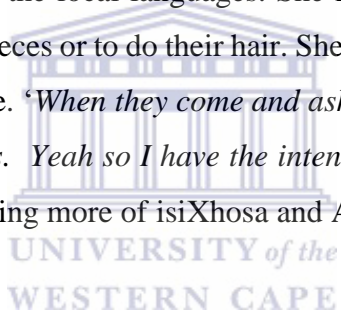 the local languages. She
eces or to do their hair. She
e. ‘When they come and ask
. Yeah so I have the inten
ing more of isiXhosa and A
UNIVERSITY of the
WESTERN CAPE